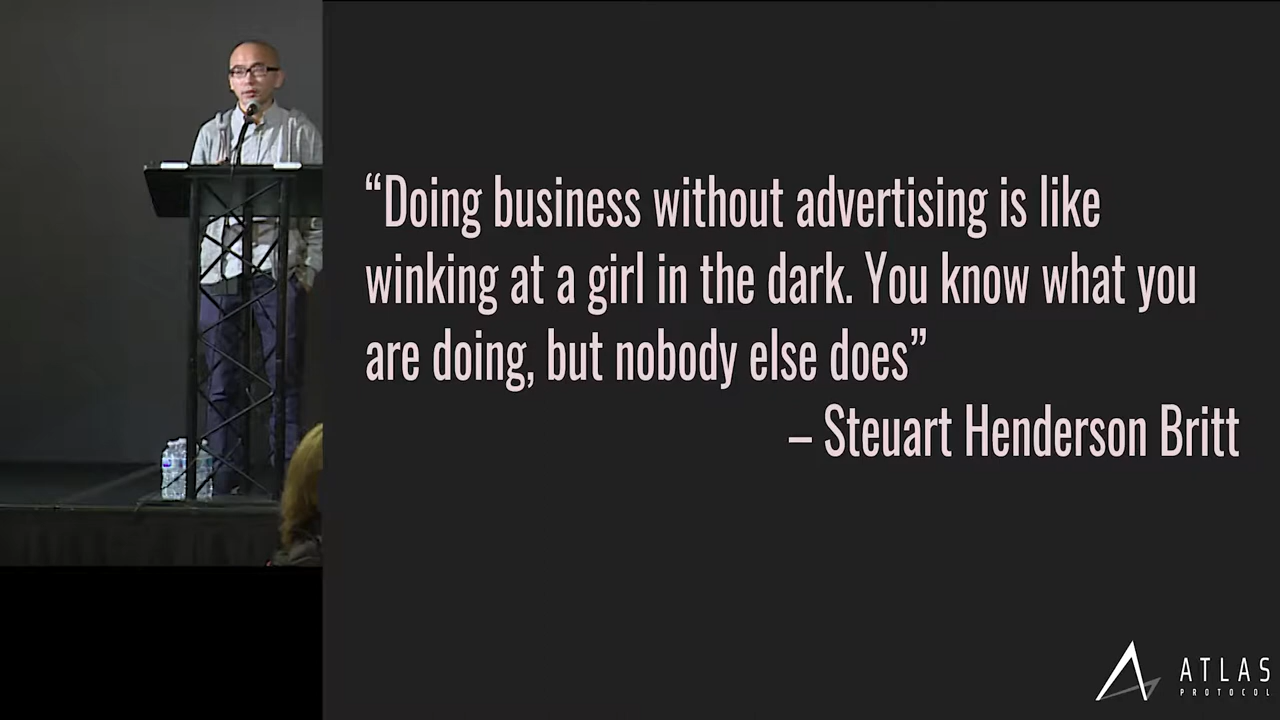 “Doing business without advertising is like
winking at a girl in the dark. You know what you
are doing, but nobody else does”
– Steuart Henderson Britt
ATLAS
PROTOCOL